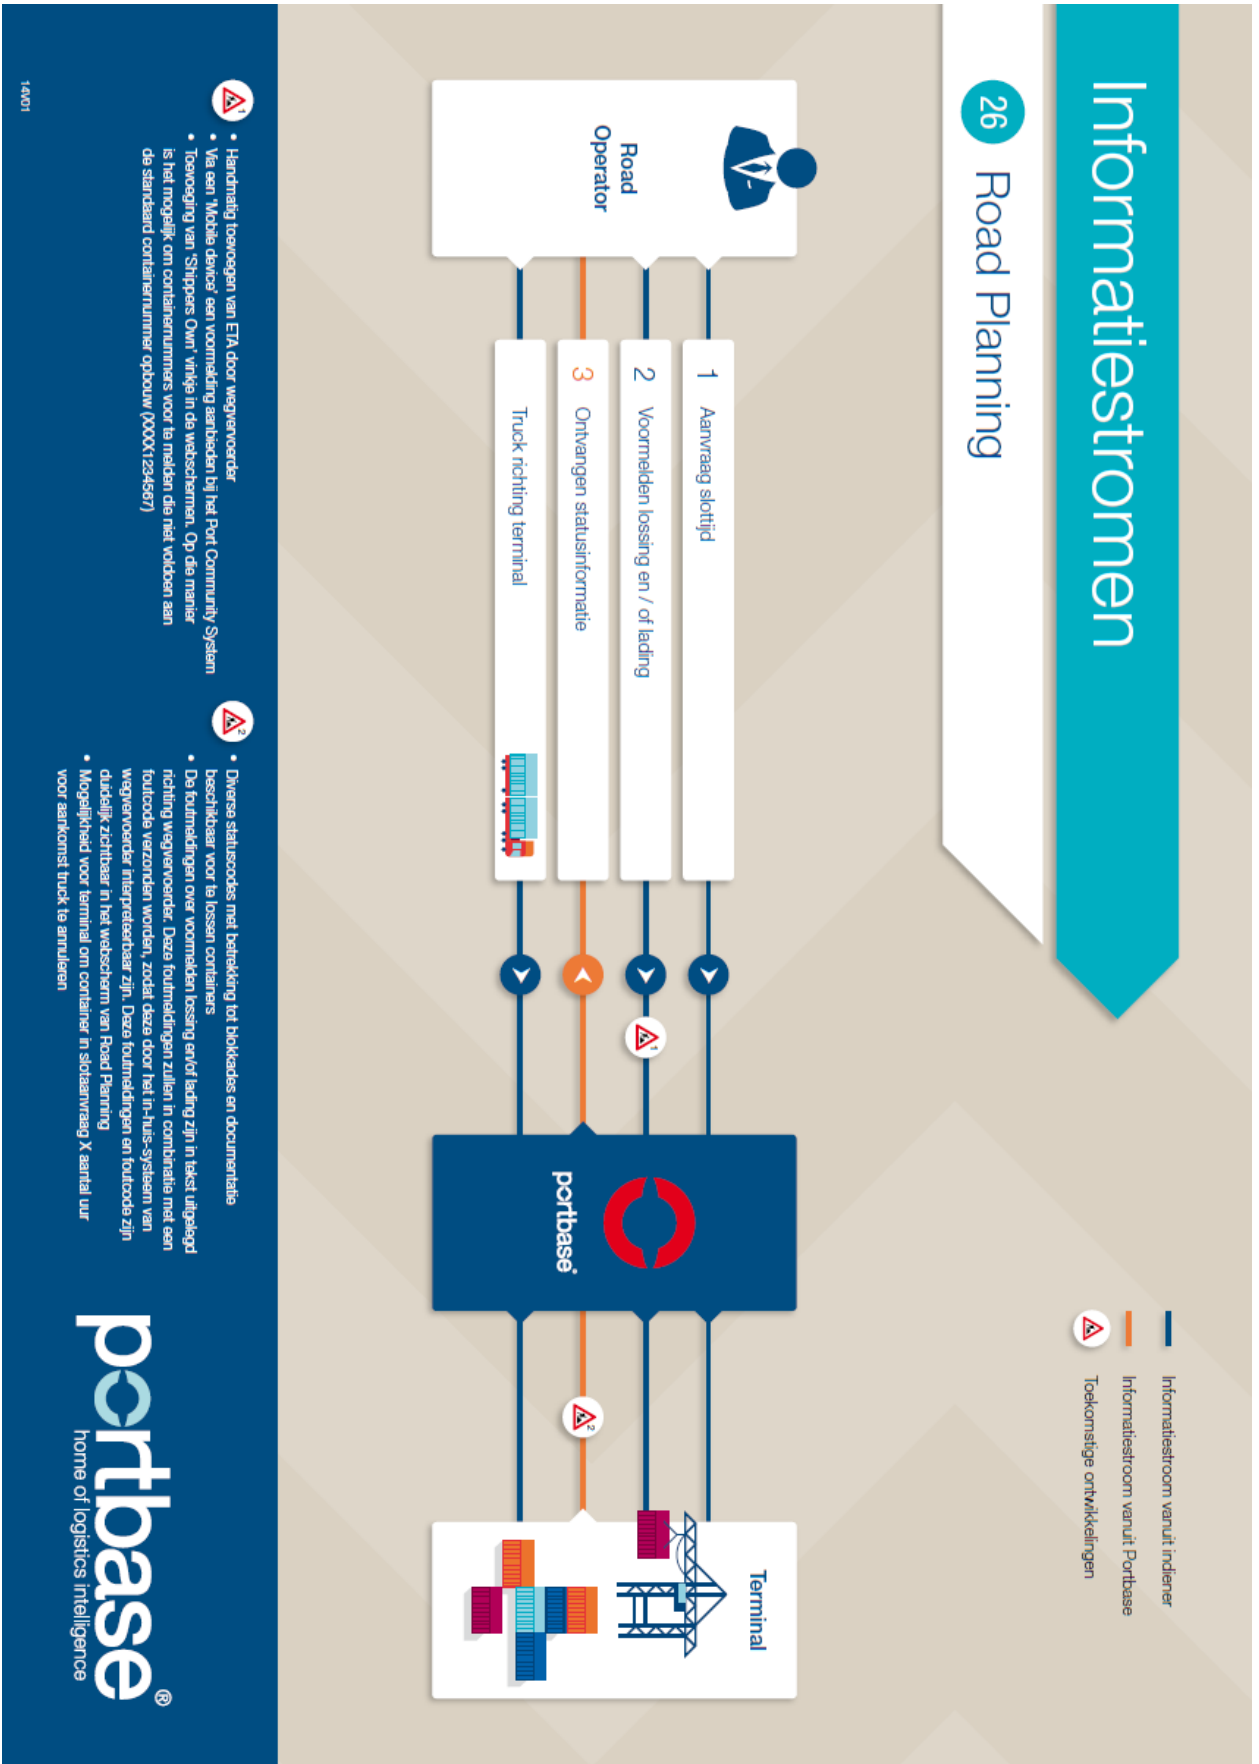 Informatiestromen
26 Road Planning
Informatiestroom vanuit indiener
Informatiestroom vanuit Portbase
Toekomstige ontwikkelingen
Road
Operator
1 Aanvraag slottijd
2 Voormelden lossing en / of lading
3 Ontvangen statusinformatie
Truck richting terminal
1
portbase®
2
Terminal
1
• Handmatig toevoegen van ETA door wegvervoerder
• Via een 'Mobile device' een voormelding aanbieden bij het Port Community System
• Toevoeging van 'Shippers Own' vinkje in de webschermen. Op die manier
is het mogelijk om containernummers voor te melden die niet voldoen aan
de standaard containernummer opbouw (XXXX1234567)
2
• Diverse statuscodes met betrekking tot blokkades en documentatie
beschikbaar voor te lossen containers
• De foutmeldingen over voormelden lossing en/of lading zijn in tekst uitgelegd
richting wegvervoerder. Deze foutmeldingen zullen in combinatie met een
foutcode verzonden worden, zodat deze door het in-huis-systeem van
wegvervoerder interpreteerbaar zijn. Deze foutmeldingen en foutcode zijn
duidelijk zichtbaar in het webscherm van Road Planning
• Mogelijkheid voor terminal om container in slotaanvraag X aantal uur
voor aankomst truck te annuleren
portbase®
home of logistics intelligence
14V01